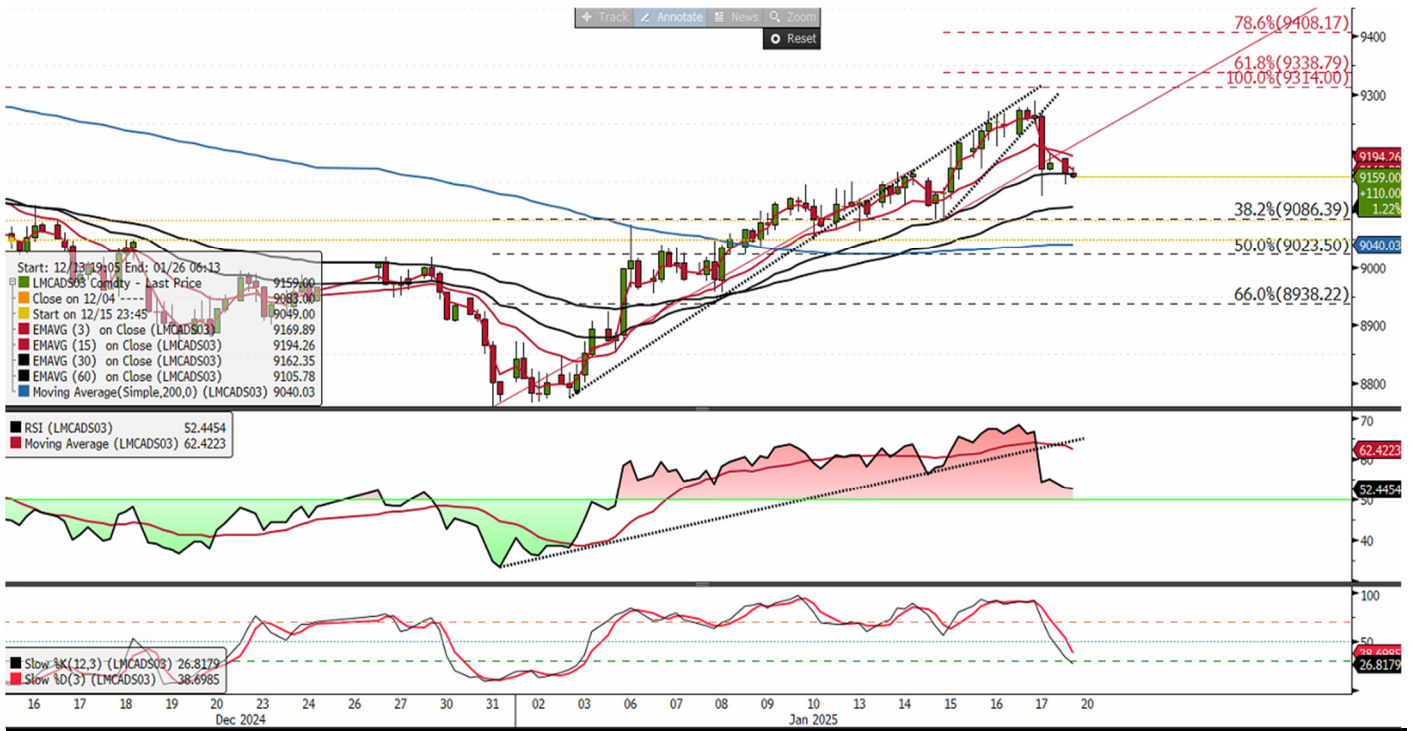 Track Annotate News Zoom
Reset
78.6%(9408.17)
9400
61.8%(9338.79)
100.0%(9314.00)
9300
9194.26
9159.00
+110.00
1.22%
38.2%(9086.39)
9040.03
50.0%(9023.50)
9000
66.0%(8938.22)
8900
8800
Start: 12/13 19:05 End: 01/26 06:13
LMCADS03 Comdty - Last Price 9159.00
Close on 12/04 ---- 9083.00
Start on 12/15 23:45 9049.00
EMAVG (3) on Close (LMCADS03) 9169.89
EMAVG (15) on Close (LMCADS03) 9194.26
EMAVG (30) on Close (LMCADS03) 9162.35
EMAVG (60) on Close (LMCADS03) 9105.78
Moving Average(Simple,200,0) (LMCADS03) 9040.03
RSI (LMCADS03) 52.4454
Moving Average (LMCADS03) 62.4223
70
62.4223
60
52.4454
40
100
50
38.6985
26.8179
Slow %K(12,3) (LMCADS03) 26.8179
Slow %D(3) (LMCADS03) 38.6985
16 17 18 19 20 23 24 26 27 30 31 02 03 06 07 08 09 10 13 14 15 16 17 20
Dec 2024 Jan 2025